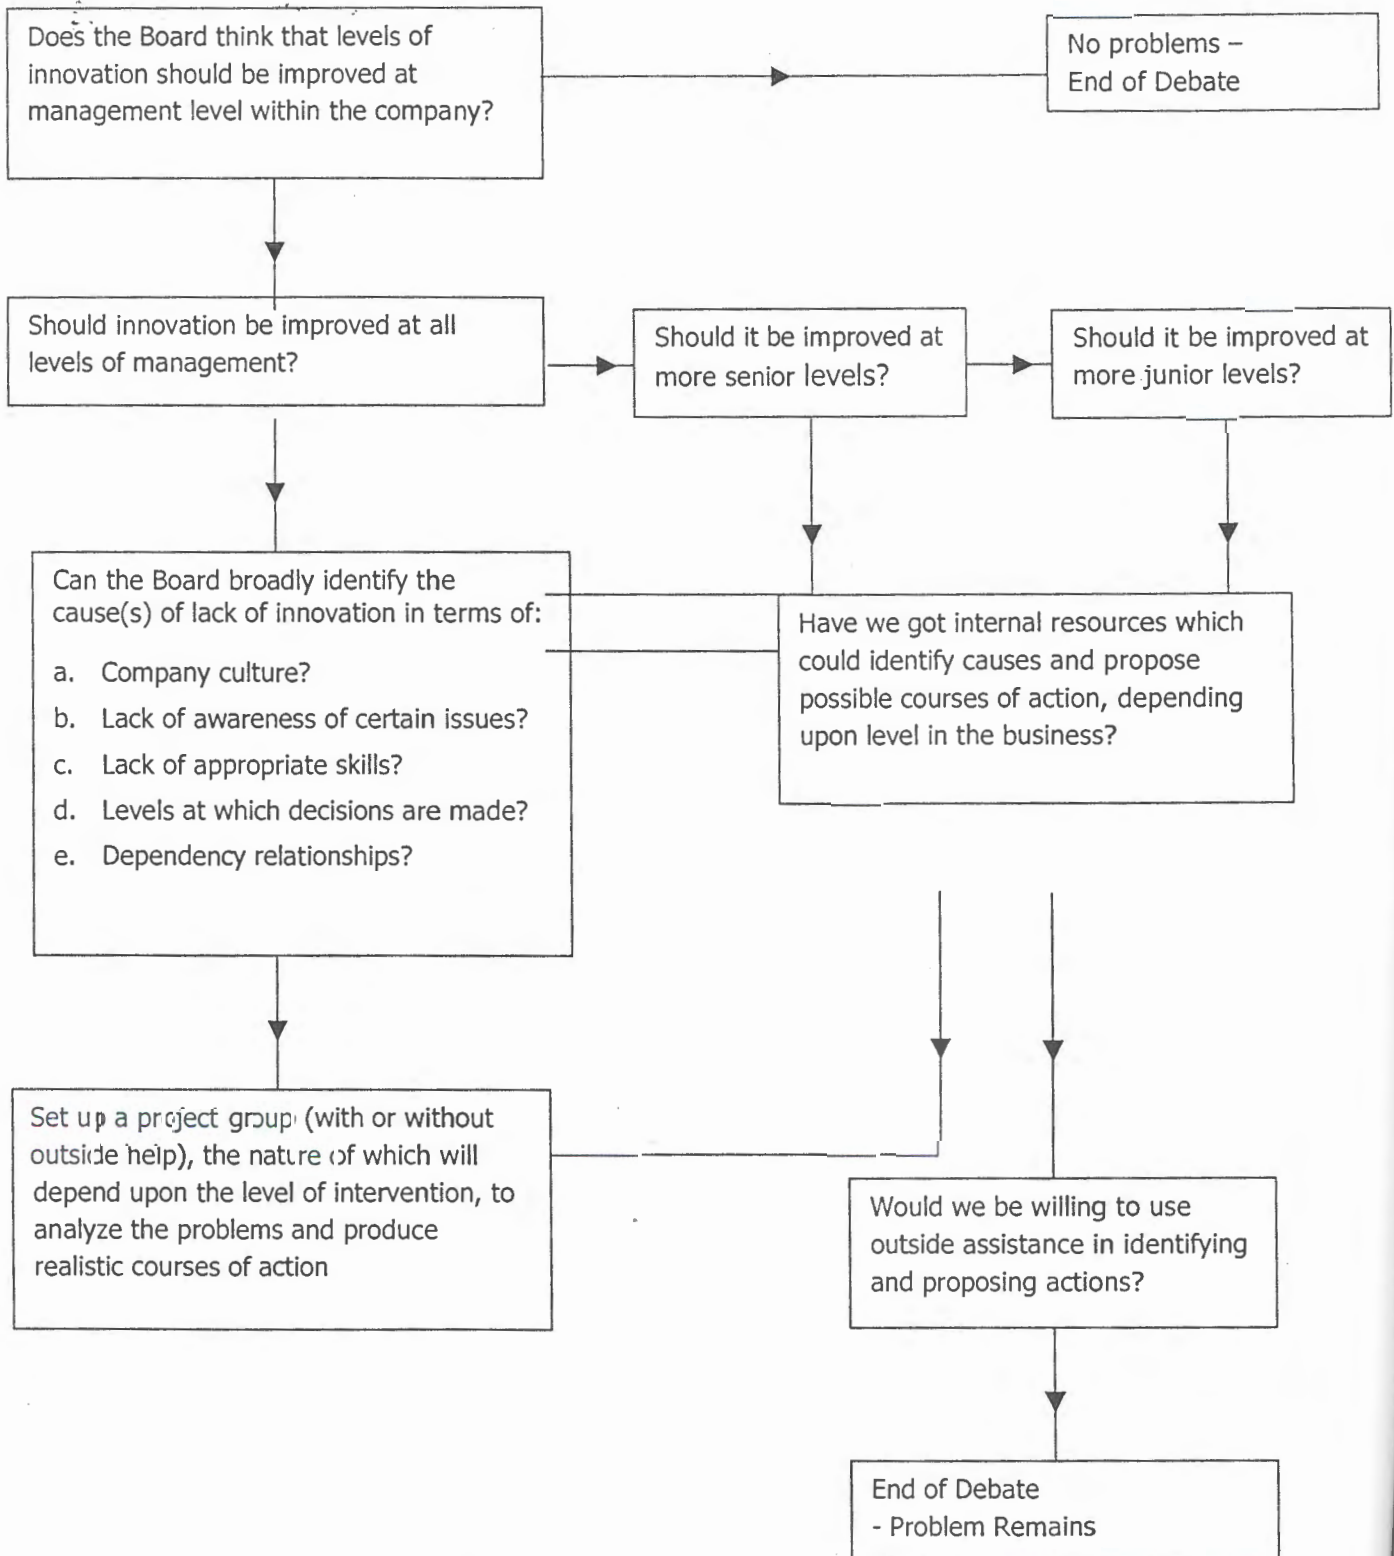 Does the Board think that levels of
innovation should be improved at
management level within the company?
No problems –
End of Debate
Should innovation be improved at all
levels of management?
Should it be improved at
more senior levels?
Should it be improved at
more junior levels?
Can the Board broadly identify the
cause(s) of lack of innovation in terms of:
a. Company culture?
b. Lack of awareness of certain issues?
c. Lack of appropriate skills?
d. Levels at which decisions are made?
e. Dependency relationships?
Have we got internal resources which
could identify causes and propose
possible courses of action, depending
upon level in the business?
Set up a project group (with or without
outside help), the nature of which will
depend upon the level of intervention, to
analyze the problems and produce
realistic courses of action
Would we be willing to use
outside assistance in identifying
and proposing actions?
End of Debate
- Problem Remains